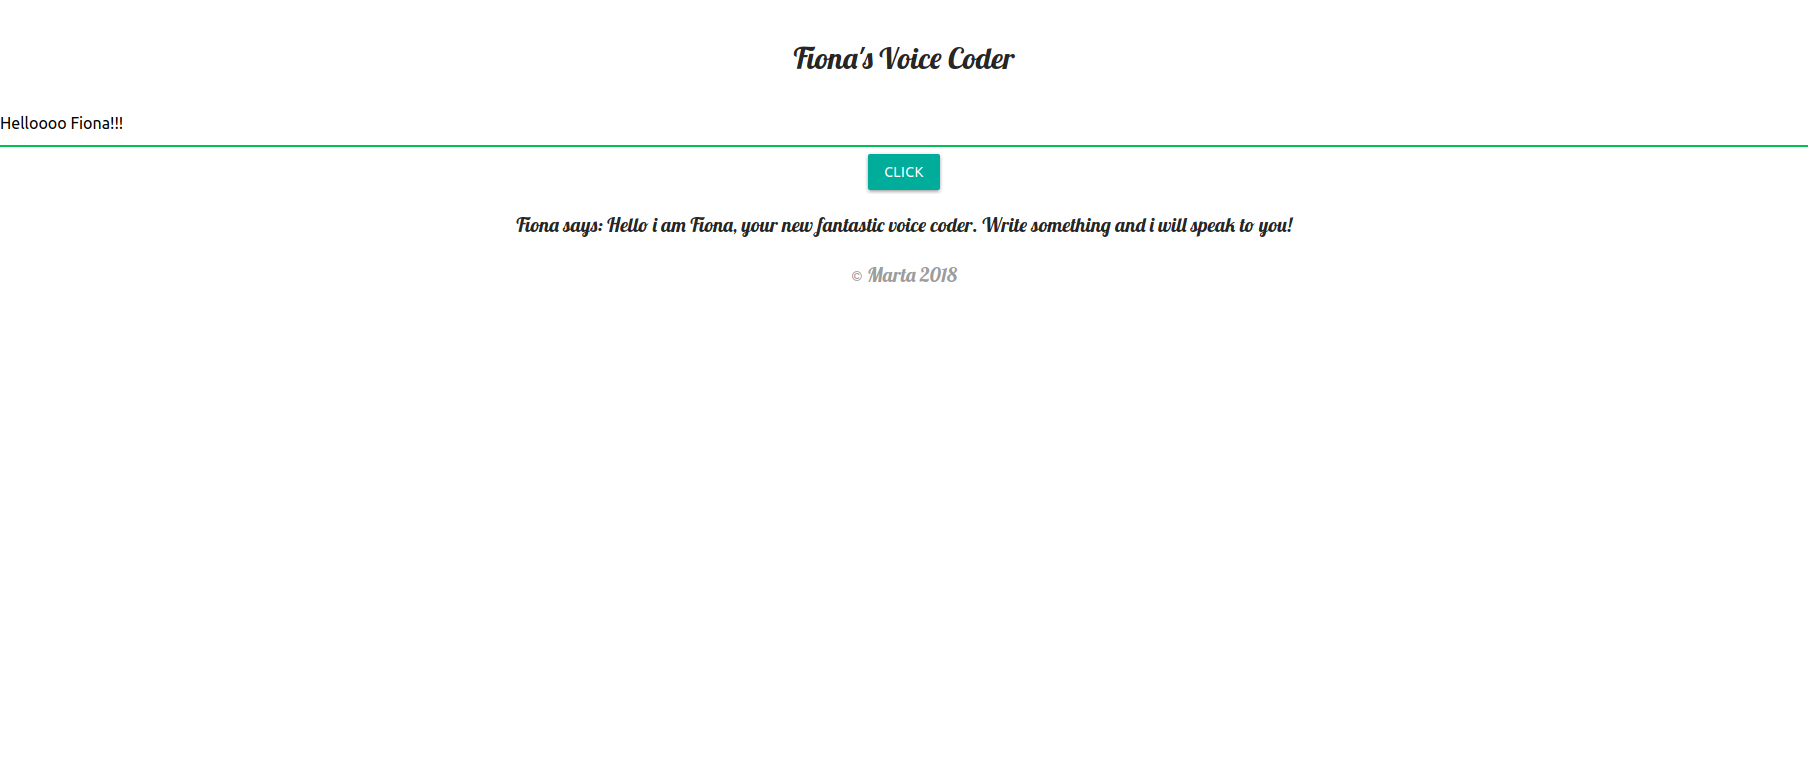 Fiona's Voice Coder
Helloooo Fiona!!!
CLICK
Fiona says: Hello i am Fiona, your new fantastic voice coder. Write something and i will speak to you!
© Marta 2018